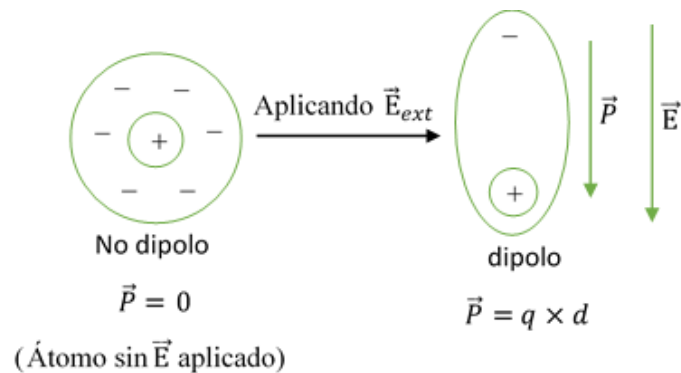 − −
− + −
− −
No dipolo
P⃗ = 0
(Átomo sin E⃗ aplicado)
Aplicando E⃗ext
−
+
P⃗
E⃗
dipolo
P⃗ = q × d